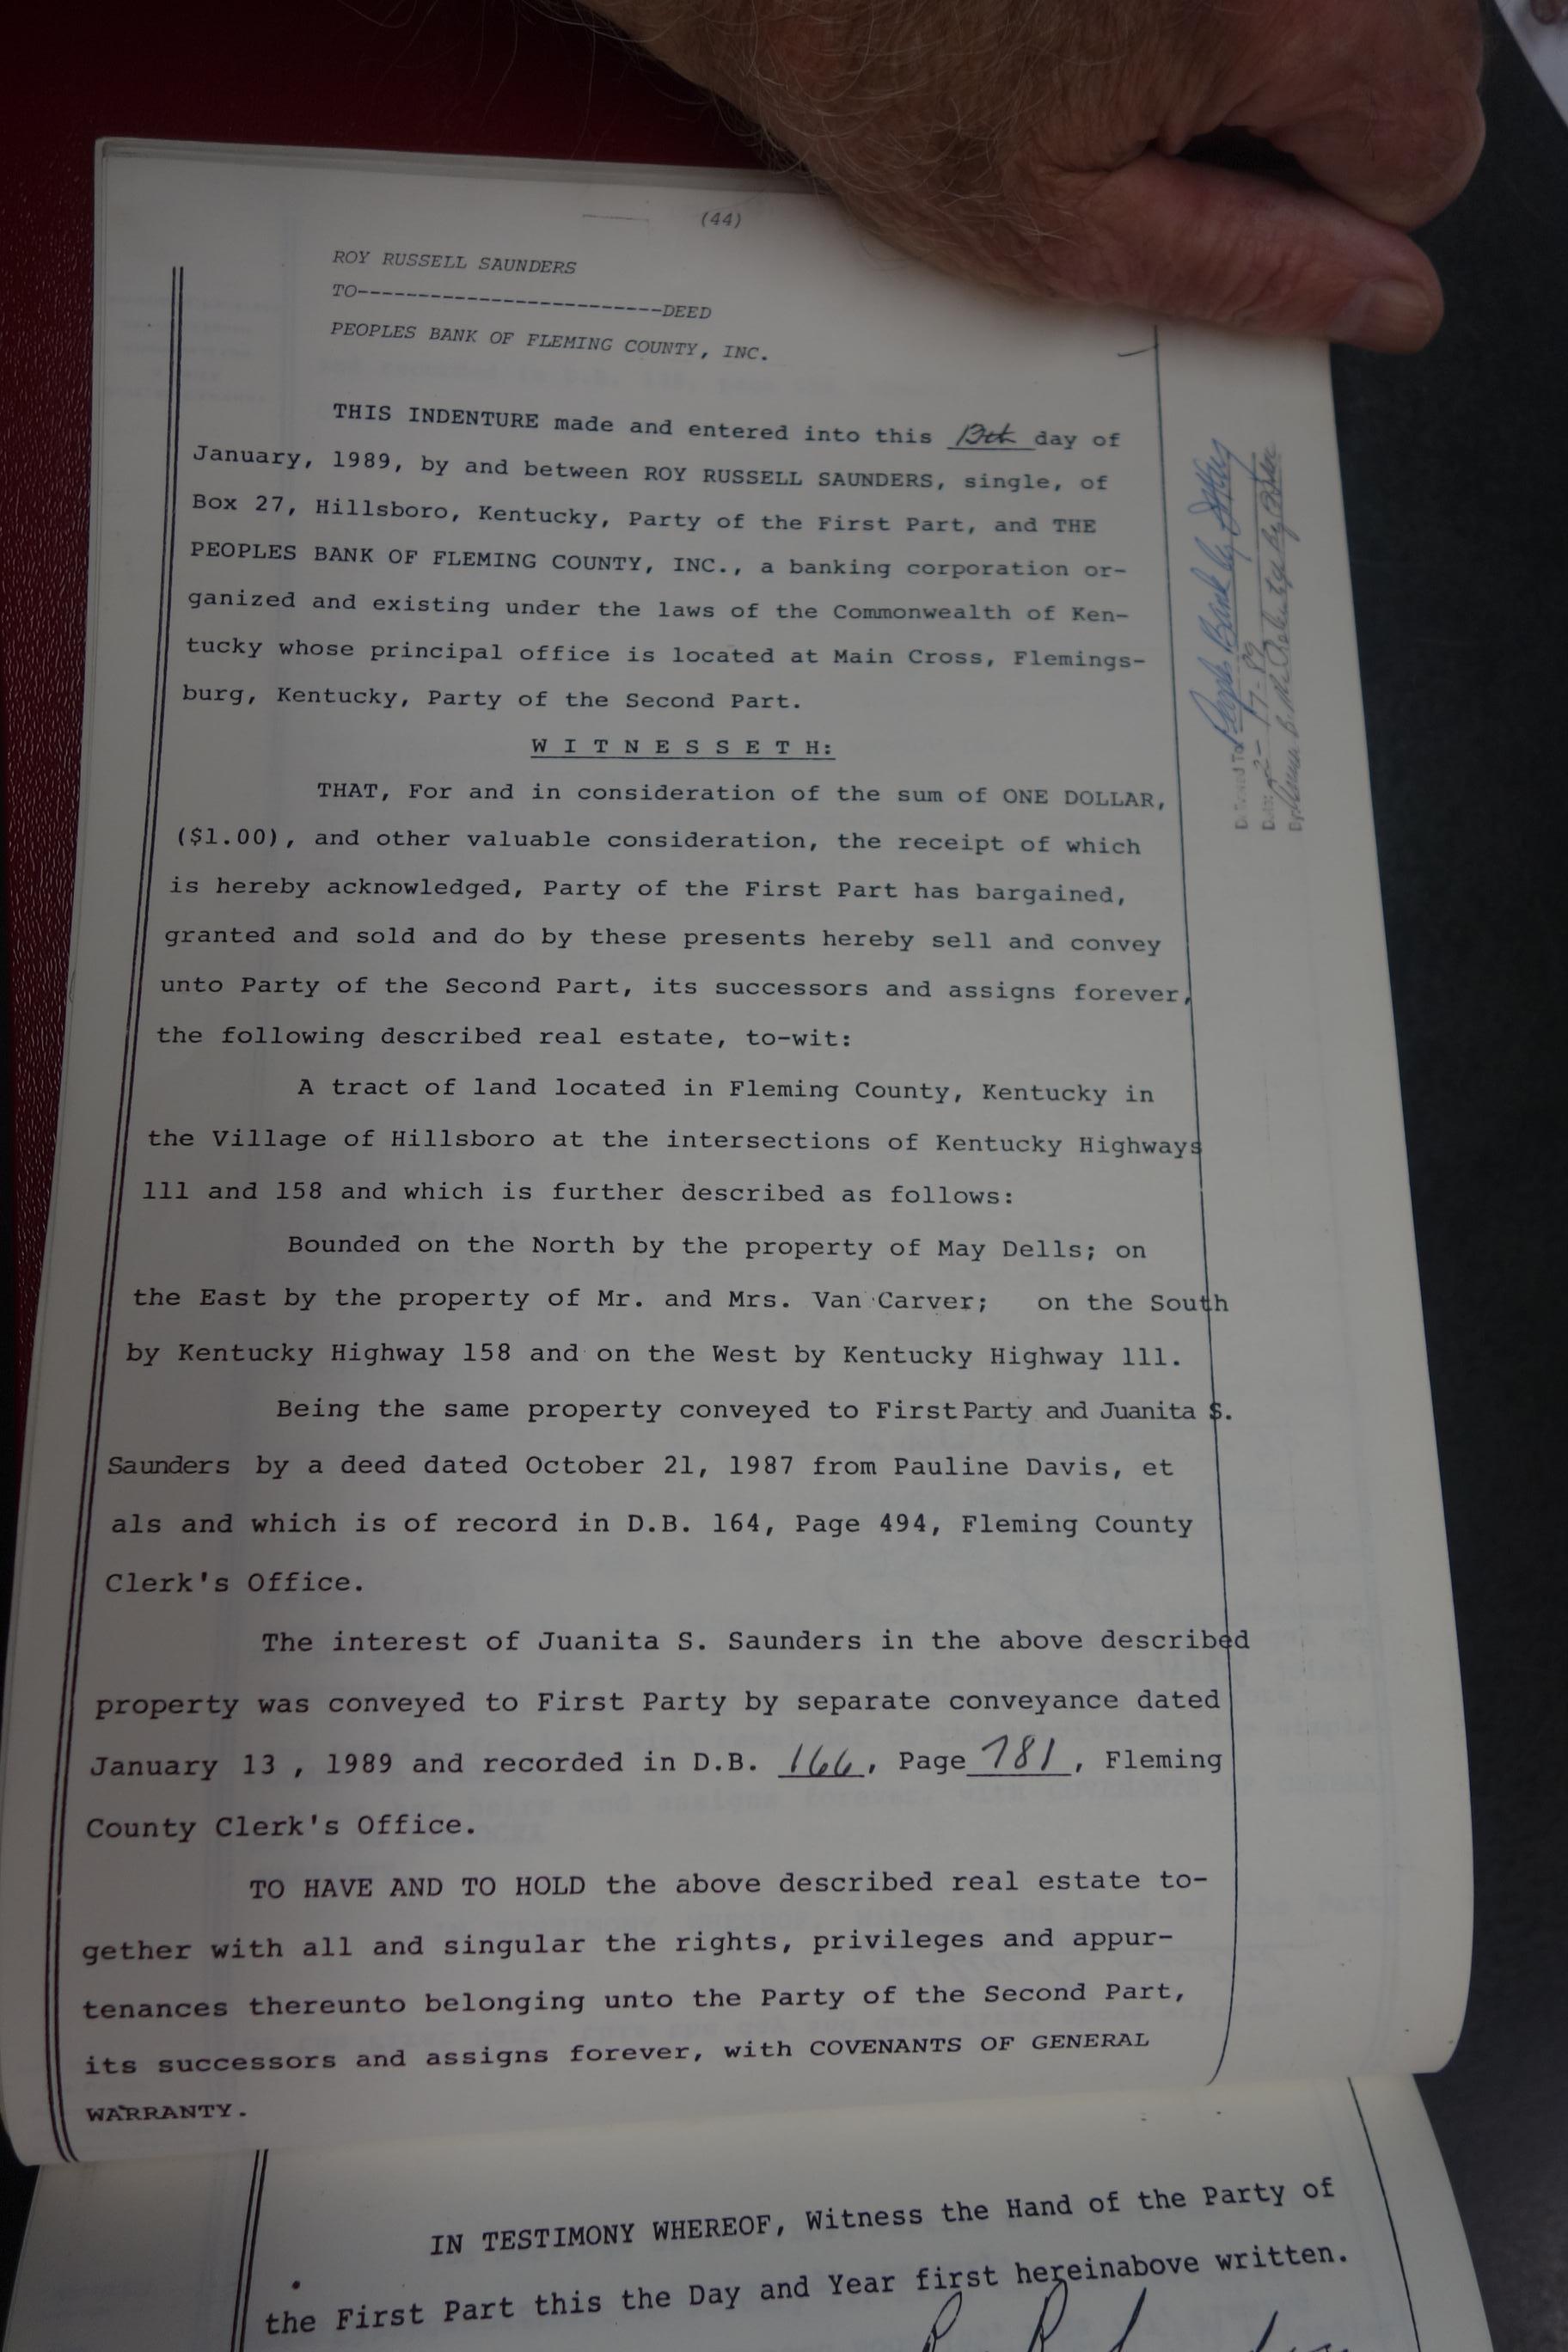 (44)
ROY RUSSELL SAUNDERS
TO-------------------------DEED
PEOPLES BANK OF FLEMING COUNTY, INC.
THIS INDENTURE made and entered into this 13th day of
January, 1989, by and between ROY RUSSELL SAUNDERS, single, of
Box 27, Hillsboro, Kentucky, Party of the First Part, and THE
PEOPLES BANK OF FLEMING COUNTY, INC., a banking corporation or-
ganized and existing under the laws of the Commonwealth of Ken-
tucky whose principal office is located at Main Cross, Flemings-
burg, Kentucky, Party of the Second Part.
W I T N E S S E T H:
THAT, For and in consideration of the sum of ONE DOLLAR,
($1.00), and other valuable consideration, the receipt of which
is hereby acknowledged, Party of the First Part has bargained,
granted and sold and do by these presents hereby sell and convey
unto Party of the Second Part, its successors and assigns forever,
the following described real estate, to-wit:
A tract of land located in Fleming County, Kentucky in
the Village of Hillsboro at the intersections of Kentucky Highways
111 and 158 and which is further described as follows:
Bounded on the North by the property of May Dells; on
the East by the property of Mr. and Mrs. Van Carver; on the South
by Kentucky Highway 158 and on the West by Kentucky Highway 111.
Being the same property conveyed to First Party and Juanita S.
Saunders by a deed dated October 21, 1987 from Pauline Davis, et
als and which is of record in D.B. 164, Page 494, Fleming County
Clerk's Office.
The interest of Juanita S. Saunders in the above described
property was conveyed to First Party by separate conveyance dated
January 13 , 1989 and recorded in D.B. 166, Page 781, Fleming
County Clerk's Office.
TO HAVE AND TO HOLD the above described real estate to-
gether with all and singular the rights, privileges and appur-
tenances thereunto belonging unto the Party of the Second Part,
its successors and assigns forever, with COVENANTS OF GENERAL
WARRANTY.
IN TESTIMONY WHEREOF, Witness the Hand of the Party of
the First Part this the Day and Year first hereinabove written.
Peoples Bank by
2-17-89
By